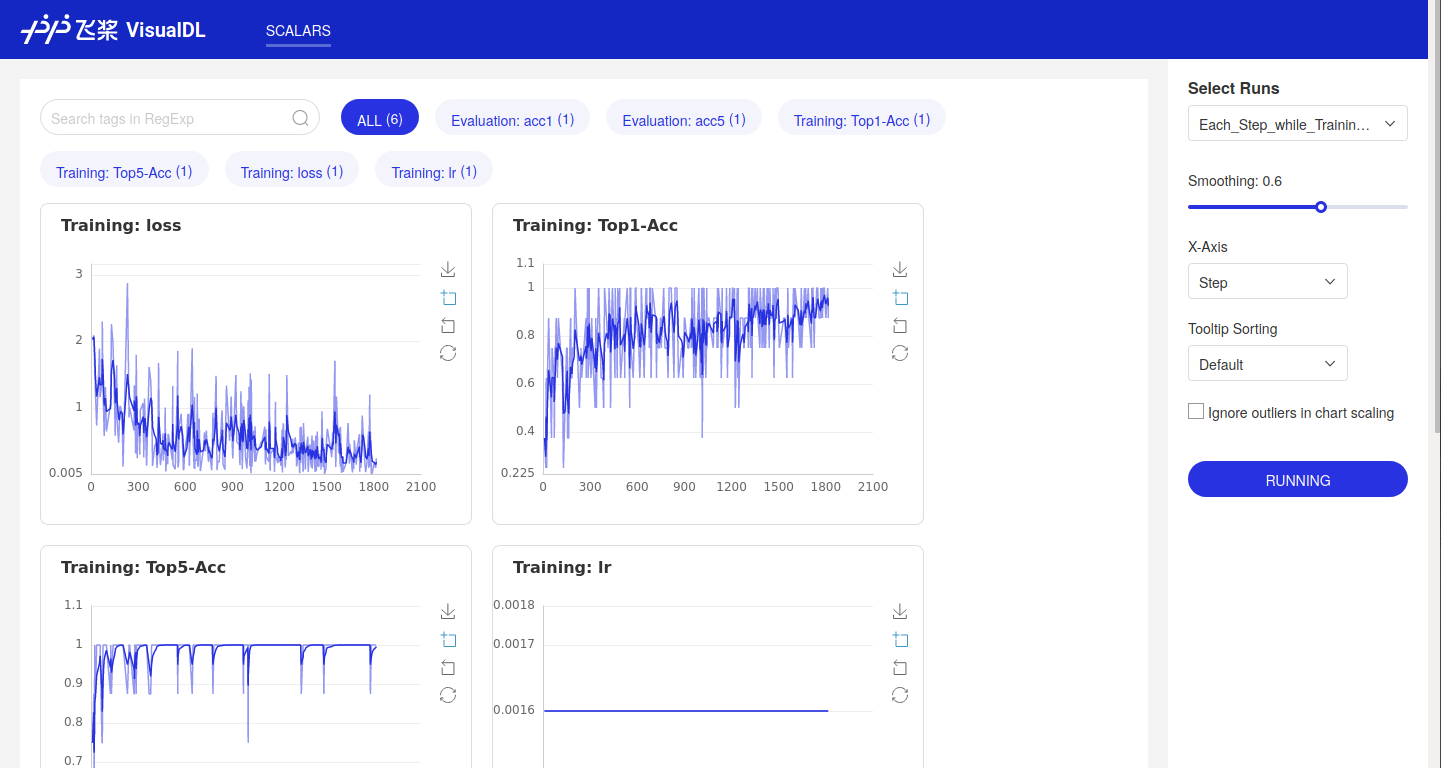 飞桨 VisualDL
SCALARS
Search tags in RegExp
ALL (6)
Evaluation: acc1 (1)
Evaluation: acc5 (1)
Training: Top1-Acc (1)
Training: Top5-Acc (1)
Training: loss (1)
Training: lr (1)
Training: loss
3
2
1
0.005
0 300 600 900 1200 1500 1800 2100
Training: Top1-Acc
1.1
1
0.8
0.6
0.4
0.225
0 300 600 900 1200 1500 1800 2100
Training: Top5-Acc
1.1
1
0.9
0.8
0.7
Training: lr
0.0018
0.0017
0.0016
Select Runs
Each_Step_while_Trainin...
Smoothing: 0.6
X-Axis
Step
Tooltip Sorting
Default
Ignore outliers in chart scaling
RUNNING